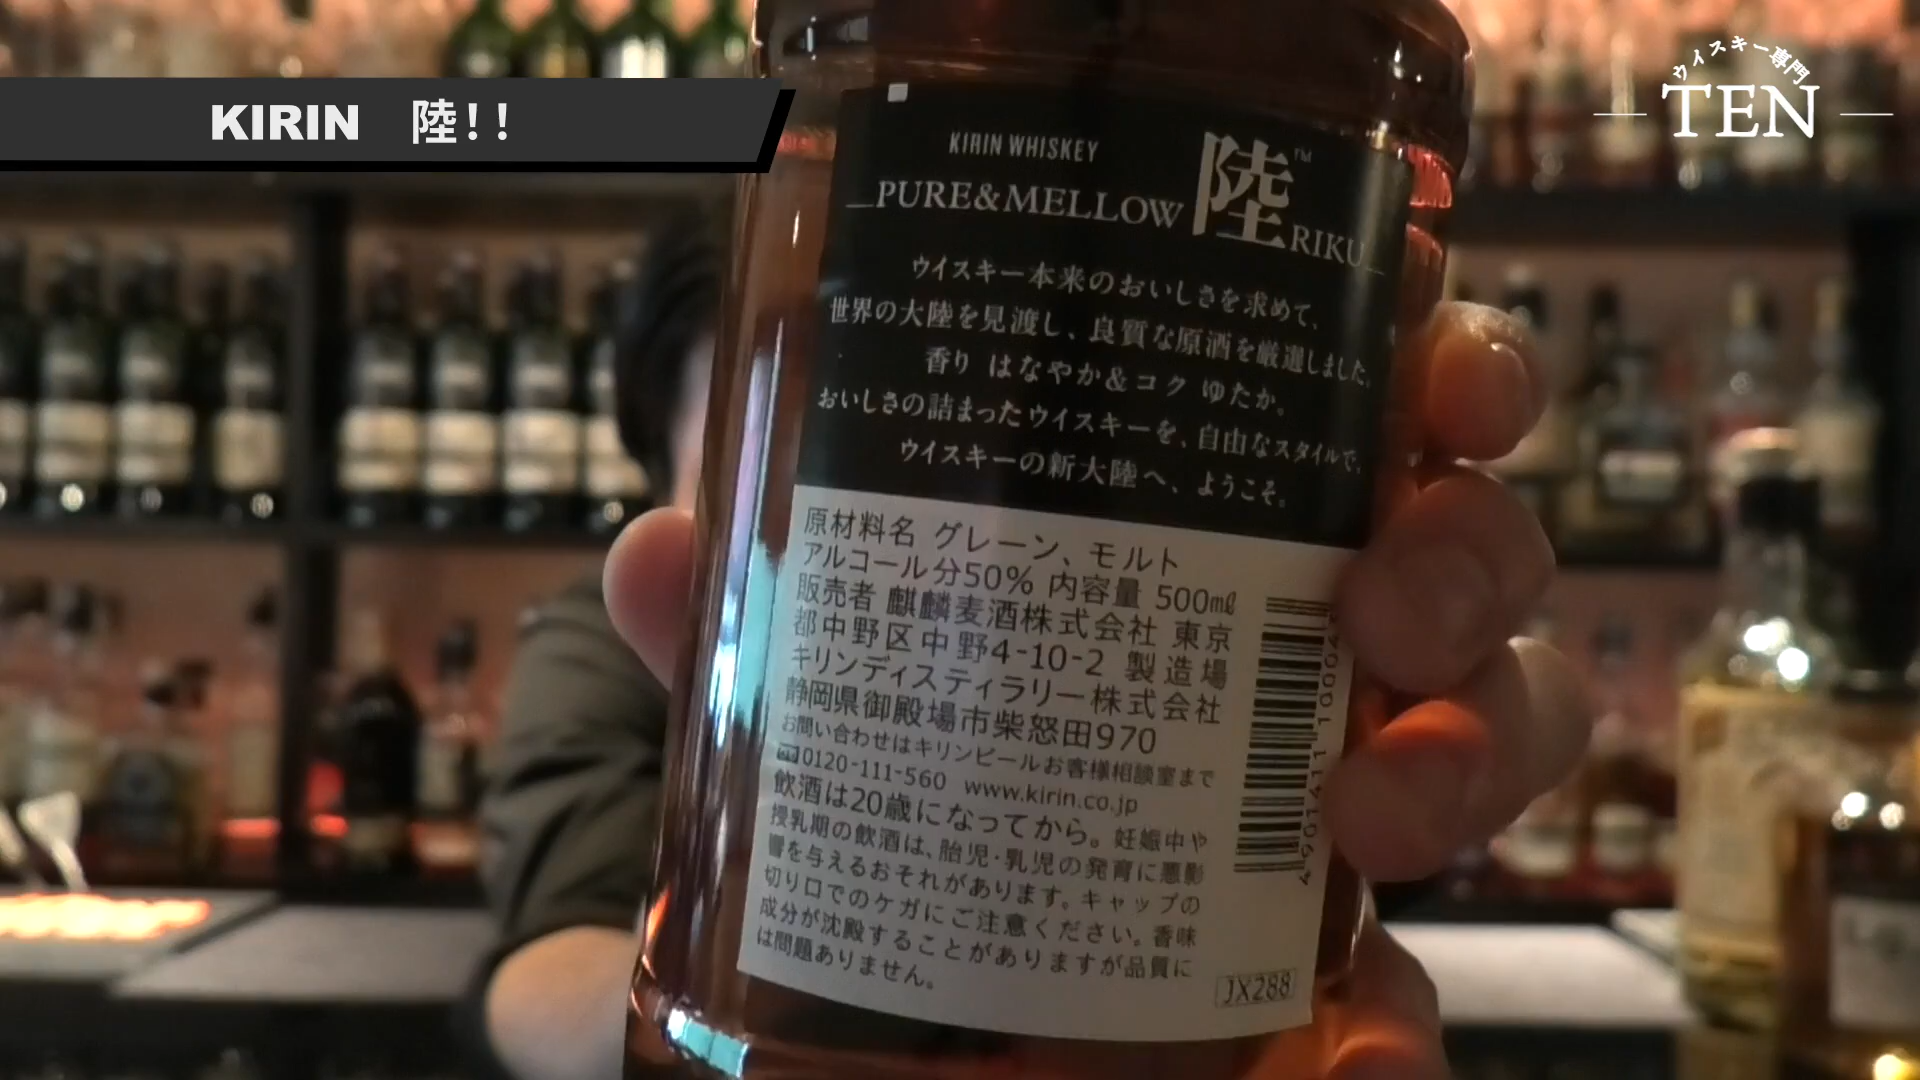 KIRIN 陸!!
ウイスキー専門
TEN
KIRIN WHISKEY
PURE&MELLOW 陸™ RIKU
ウイスキー本来のおいしさを求めて、
世界の大陸を見渡し、良質な原酒を厳選しました。
香り はなやか&コク ゆたか。
おいしさの詰まったウイスキーを、自由なスタイルで。
ウイスキーの新大陸へ、ようこそ。
原材料名 グレーン、モルト
アルコール分50% 内容量 500ml
販売者 麒麟麦酒株式会社 東京
都中野区中野4-10-2 製造場
キリンディスティラリー株式会社
静岡県御殿場市柴怒田970
お問い合わせはキリンビールお客様相談室まで
0120-111-560 www.kirin.co.jp
飲酒は20歳になってから。妊娠中や
授乳期の飲酒は、胎児・乳児の発育に悪影
響を与えるおそれがあります。キャップの
切り口でのケガにご注意ください。香味
成分が沈殿することがありますが品質に
は問題ありません。
JX288